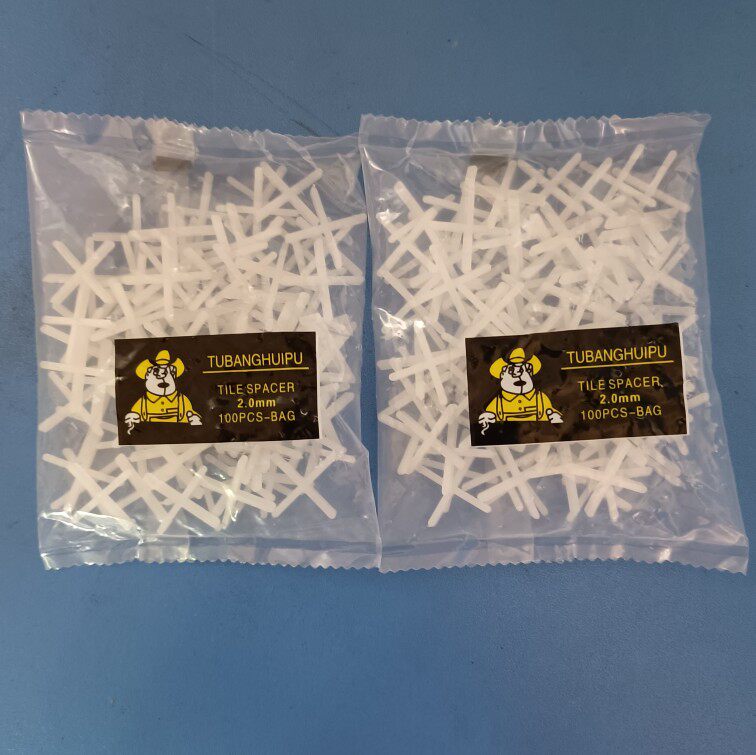 TUBANGHUIPU
TILE SPACER
2.0mm
100PCS-BAG
TUBANGHUIPU
TILE SPACER
2.0mm
100PCS-BAG